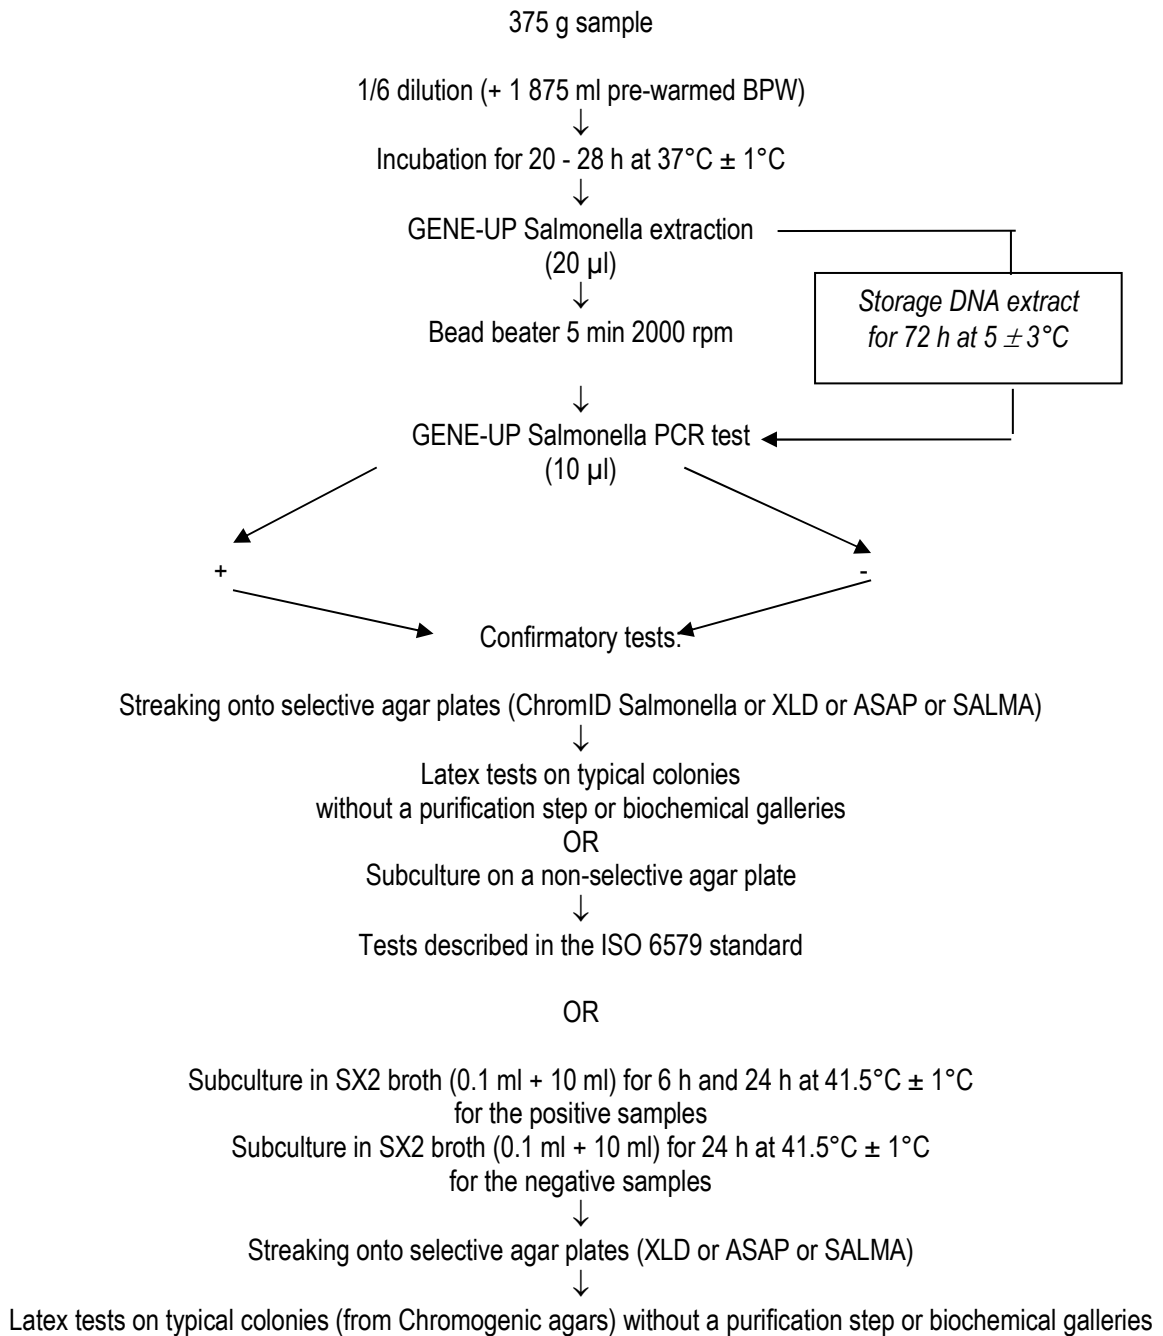 375 g sample
1/6 dilution (+ 1 875 ml pre-warmed BPW)
↓
Incubation for 20 - 28 h at 37°C ± 1°C
↓
GENE-UP Salmonella extraction
(20 µl)
↓
Storage DNA extract
for 72 h at 5 ± 3°C
Bead beater 5 min 2000 rpm
↓
GENE-UP Salmonella PCR test
(10 µl)
+ -
Confirmatory tests:
Streaking onto selective agar plates (ChromID Salmonella or XLD or ASAP or SALMA)
↓
Latex tests on typical colonies
without a purification step or biochemical galleries
OR
Subculture on a non-selective agar plate
↓
Tests described in the ISO 6579 standard
OR
Subculture in SX2 broth (0.1 ml + 10 ml) for 6 h and 24 h at 41.5°C ± 1°C
for the positive samples
Subculture in SX2 broth (0.1 ml + 10 ml) for 24 h at 41.5°C ± 1°C
for the negative samples
↓
Streaking onto selective agar plates (XLD or ASAP or SALMA)
↓
Latex tests on typical colonies (from Chromogenic agars) without a purification step or biochemical galleries